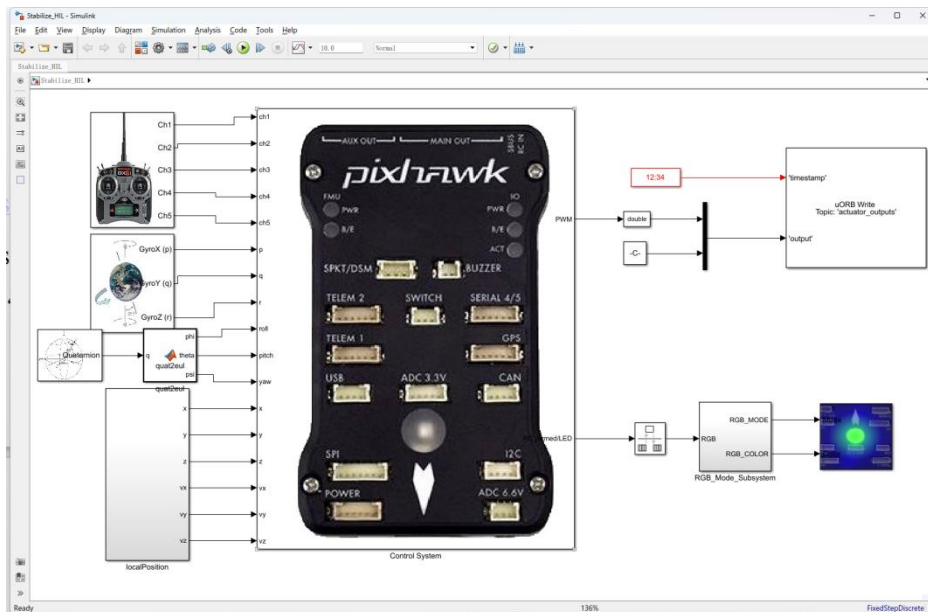 Stabilize_HIL - Simulink
File Edit View Display Diagram Simulation Analysis Code Tools Help
10.0
Normal
Stabilize_HIL
Stabilize_HIL
Ch1
Ch2
Ch3
Ch4
Ch5
GyroX (p)
GyroY (q)
GyroZ (r)
Quaternion
q
phi
theta
psi
quat2eul
x
y
z
vx
vy
vz
localPosition
ch1
ch2
ch3
ch4
ch5
p
q
r
roll
pitch
yaw
x
y
z
vx
vy
vz
AUX OUT
MAIN OUT
SBUS
RC IN
pixhawk
FMU
IO
PWR
PWR
B/E
B/E
ACT
SPKT/DSM
BUZZER
TELEM 2
SWITCH
SERIAL 4/5
TELEM 1
GPS
USB
ADC 3.3V
CAN
SPI
I2C
POWER
ADC 6.6V
PWM
Control System
12:34
double
-C-
'timestamp'
uORB Write
Topic: 'actuator_outputs'
'output'
RGB
RGB_MODE
RGB_COLOR
RGB_Mode_Subsystem
Ready
136%
FixedStepDiscrete